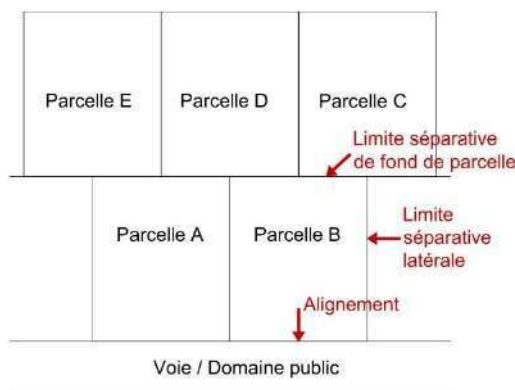 Parcelle E
Parcelle D
Parcelle C
Limite séparative
de fond de parcelle
Parcelle A
Parcelle B
Limite
séparative
latérale
Alignement
Voie / Domaine public